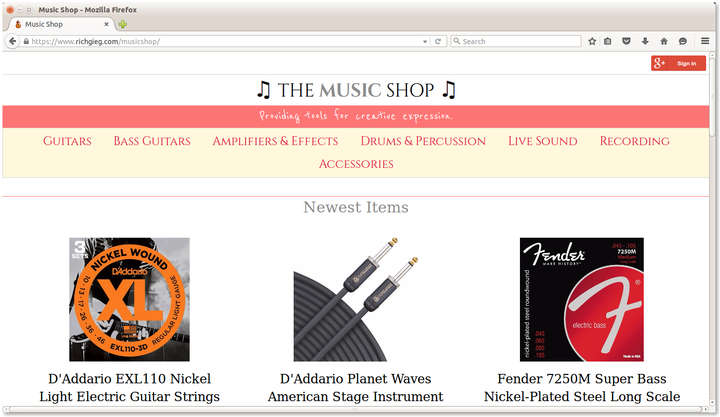 Music Shop - Mozilla Firefox
Music Shop
https://www.richgieg.com/musicshop/
Search
g+ Sign in
THE MUSIC SHOP
Providing tools for creative expression.
GUITARS BASS GUITARS AMPLIFIERS & EFFECTS DRUMS & PERCUSSION LIVE SOUND RECORDING
ACCESSORIES
Newest Items
3
SETS
NICKEL WOUND
D'Addario
XL
10·13·17·26·36·46
REGULAR LIGHT GAUGE
EXL110-3D
Fender
MAKE HISTORY
7250M
nickel-plated steel roundwound
electric bass
D'Addario EXL110 Nickel
Light Electric Guitar Strings
D'Addario Planet Waves
American Stage Instrument
Fender 7250M Super Bass
Nickel-Plated Steel Long Scale